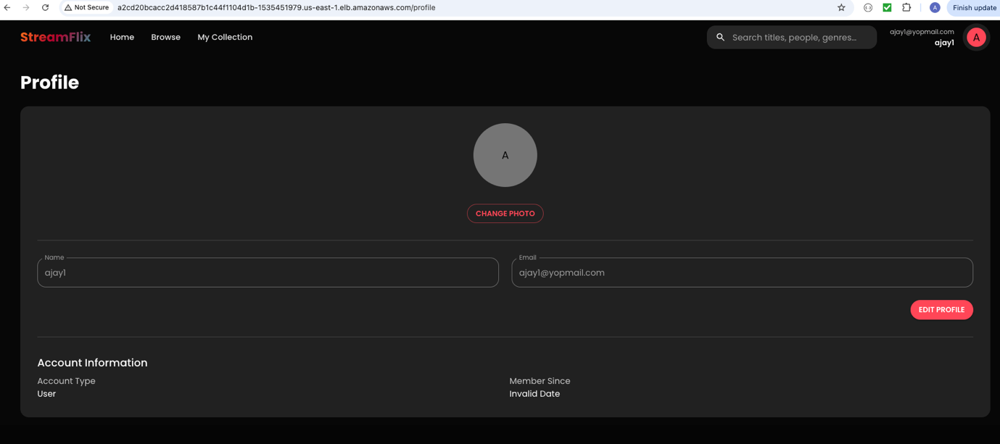 Not Secure a2cd20bcacc2d418587b1c44f1104d1b-1535451979.us-east-1.elb.amazonaws.com/profile A Finish update
StreamFlix Home Browse My Collection Search titles, people, genres... ajay1@yopmail.com
ajay1
A
Profile
A
CHANGE PHOTO
Name
ajay1
Email
ajay1@yopmail.com
EDIT PROFILE
Account Information
Account Type
User
Member Since
Invalid Date